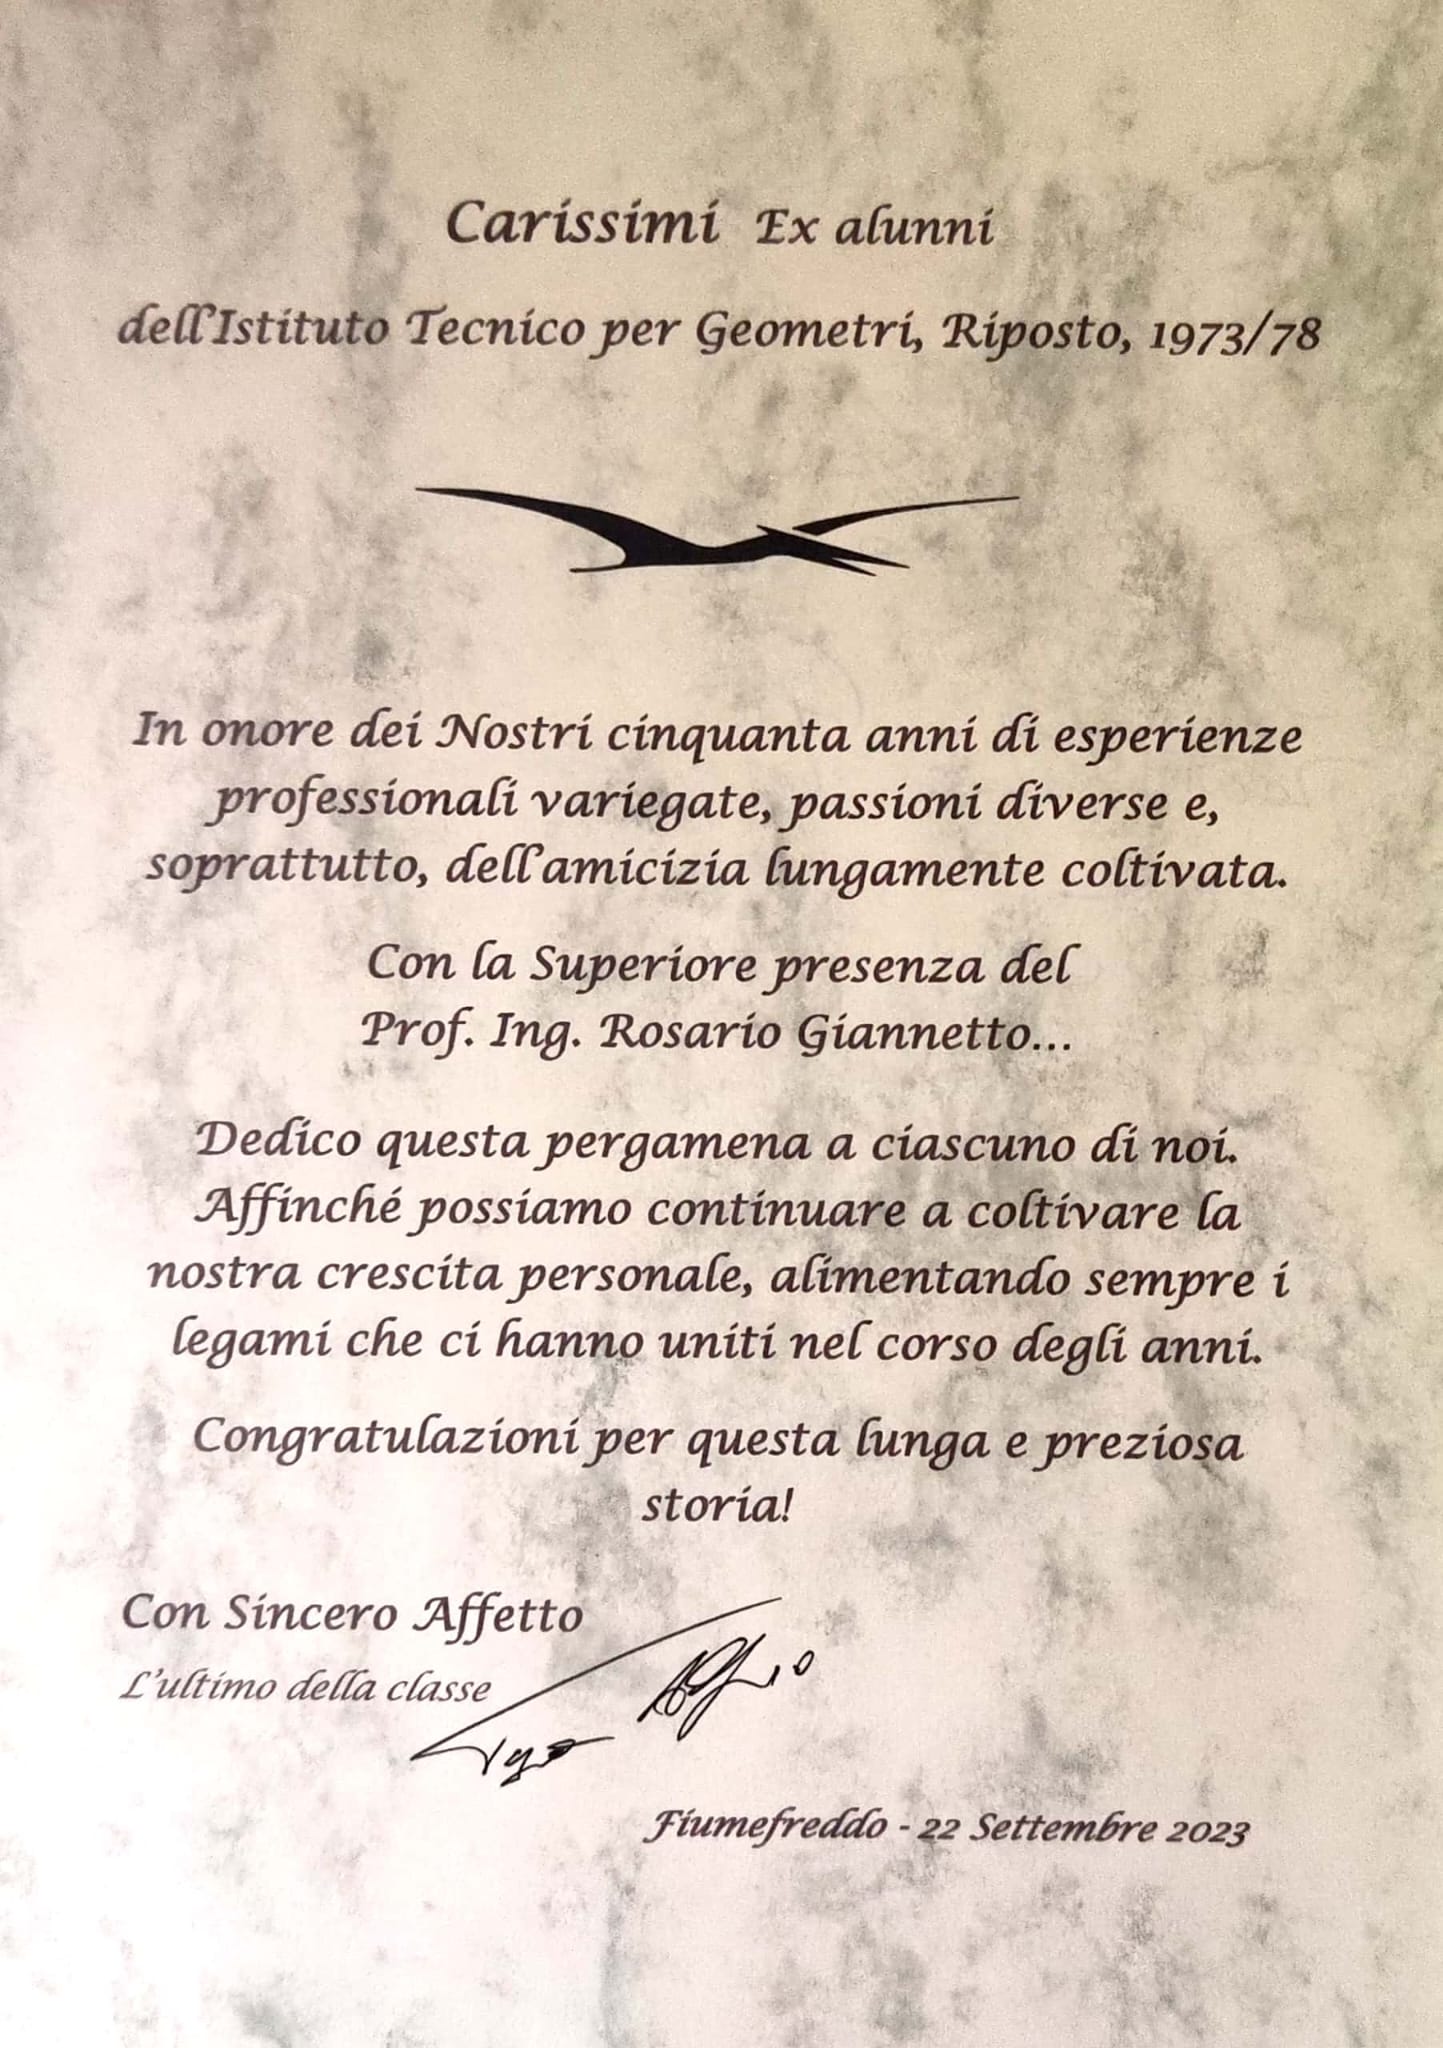 Carissimi Ex alunni
dell'Istituto Tecnico per Geometri, Riposto, 1973/78
In onore dei Nostri cinquanta anni di esperienze
professionali variegate, passioni diverse e,
soprattutto, dell'amicizia lungamente coltivata.
Con la Superiore presenza del
Prof. Ing. Rosario Giannetto...
Dedico questa pergamena a ciascuno di noi.
Affinché possiamo continuare a coltivare la
nostra crescita personale, alimentando sempre i
legami che ci hanno uniti nel corso degli anni.
Congratulazioni per questa lunga e preziosa
storia!
Con Sincero Affetto
L'ultimo della classe
Fiumefreddo - 22 Settembre 2023